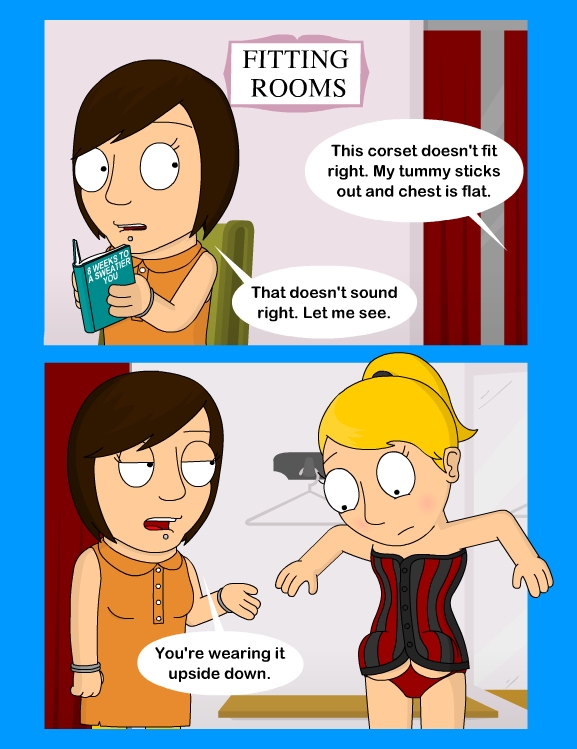 FITTING
ROOMS
This corset doesn't fit
right. My tummy sticks
out and chest is flat.
8 WEEKS TO
A SWEATIER
YOU
That doesn't sound
right. Let me see.
You're wearing it
upside down.